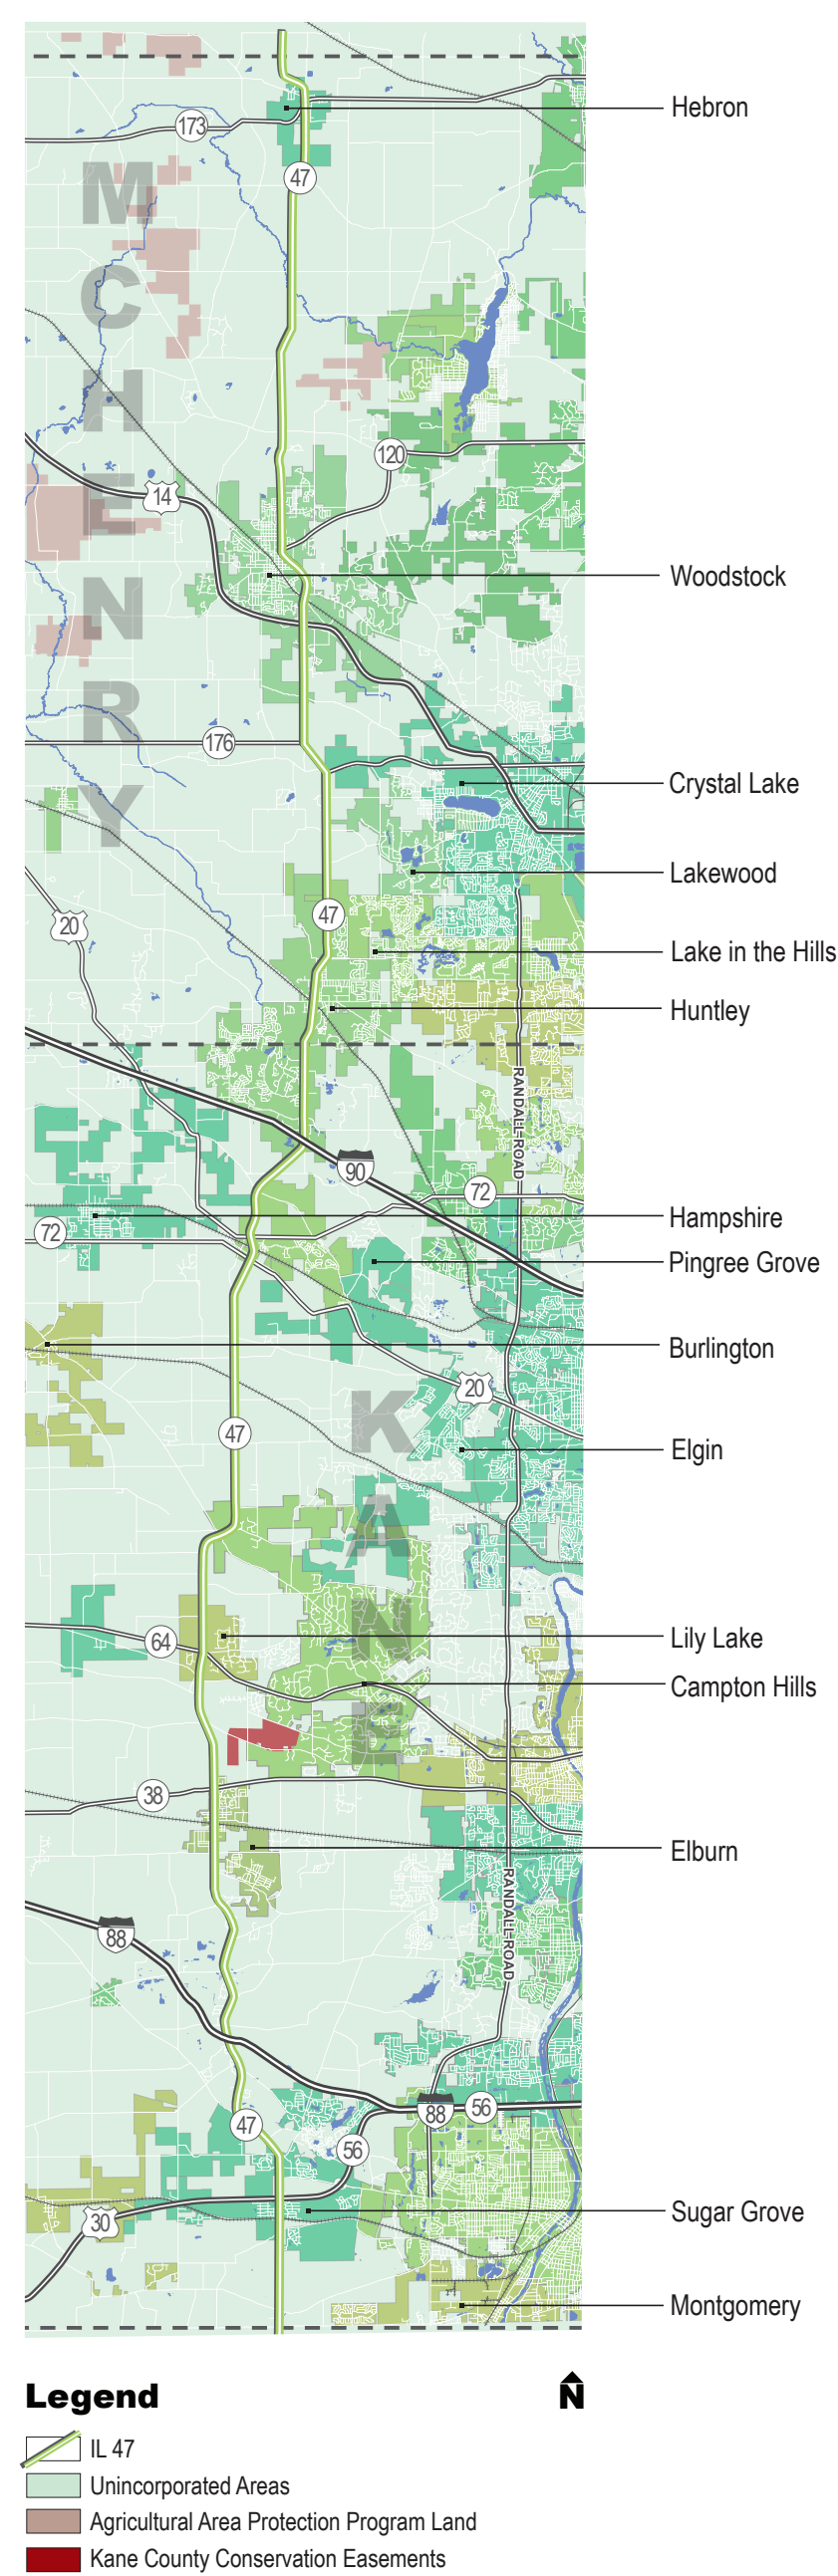 Hebron
173
47
MCHENRY
120
14
Woodstock
176
Crystal Lake
Lakewood
47
20
Lake in the Hills
Huntley
RANDALL ROAD
90
72
Hampshire
72
Pingree Grove
Burlington
20
47
KANE
Elgin
64
Lily Lake
Campton Hills
38
Elburn
RANDALL ROAD
88
88
56
47
56
Sugar Grove
30
Montgomery
Legend
N
IL 47
Unincorporated Areas
Agricultural Area Protection Program Land
Kane County Conservation Easements